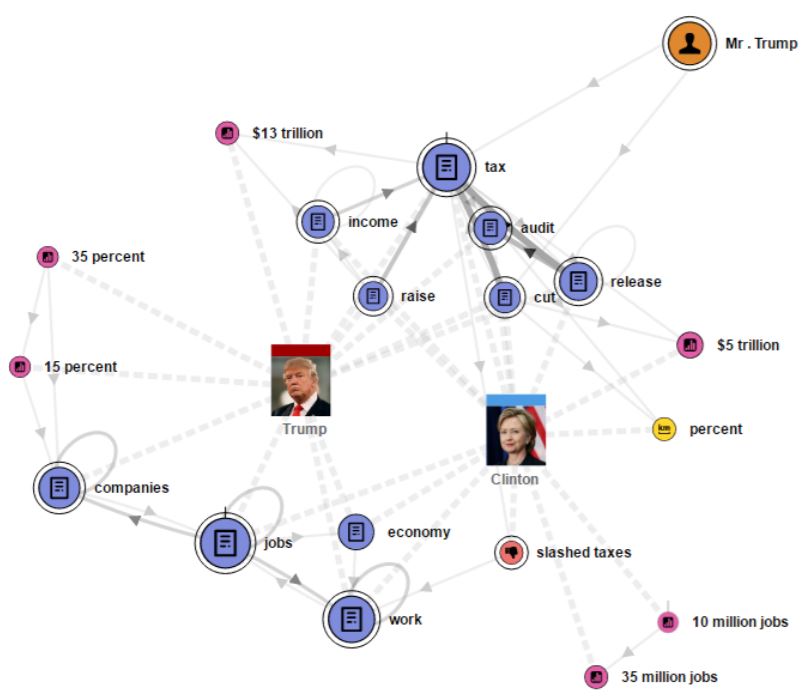 Mr . Trump
$13 trillion
tax
income
audit
35 percent
release
raise
cut
$5 trillion
15 percent
Trump
percent
km
Clinton
companies
economy
jobs
slashed taxes
work
10 million jobs
35 million jobs